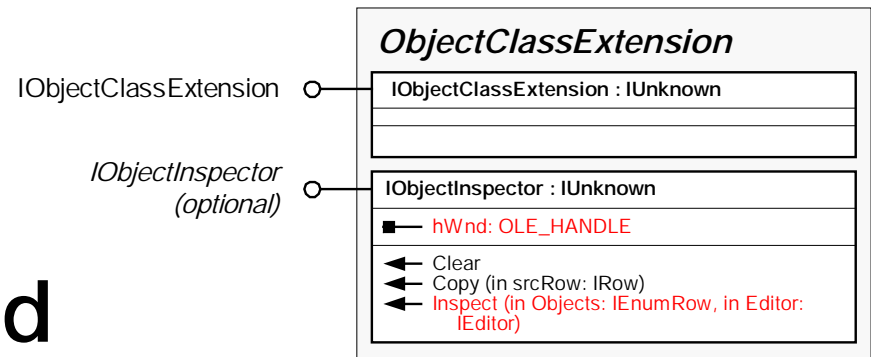 ObjectClassExtension
IObjectClassExtension
IObjectClassExtension : IUnknown
IObjectInspector
(optional)
IObjectInspector : IUnknown
hWnd: OLE_HANDLE
Clear
Copy (in srcRow: IRow)
Inspect (in Objects: IEnumRow, in Editor:
IEditor)
d